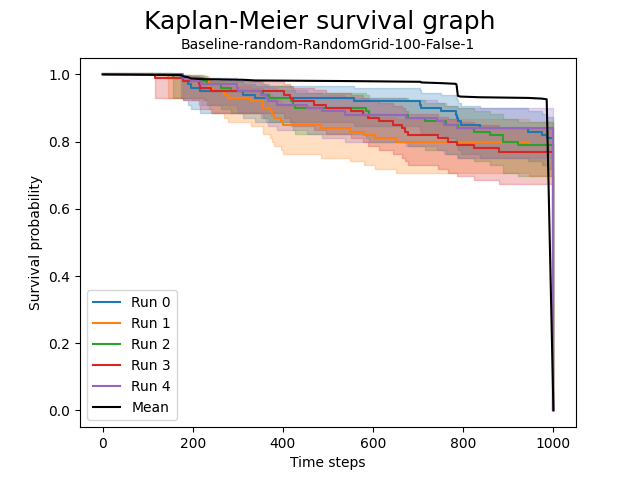 Kaplan-Meier survival graph
Baseline-random-RandomGrid-100-False-1
Survival probability
1.0
0.8
0.6
0.4
0.2
0.0
Run 0
Run 1
Run 2
Run 3
Run 4
Mean
0 200 400 600 800 1000
Time steps